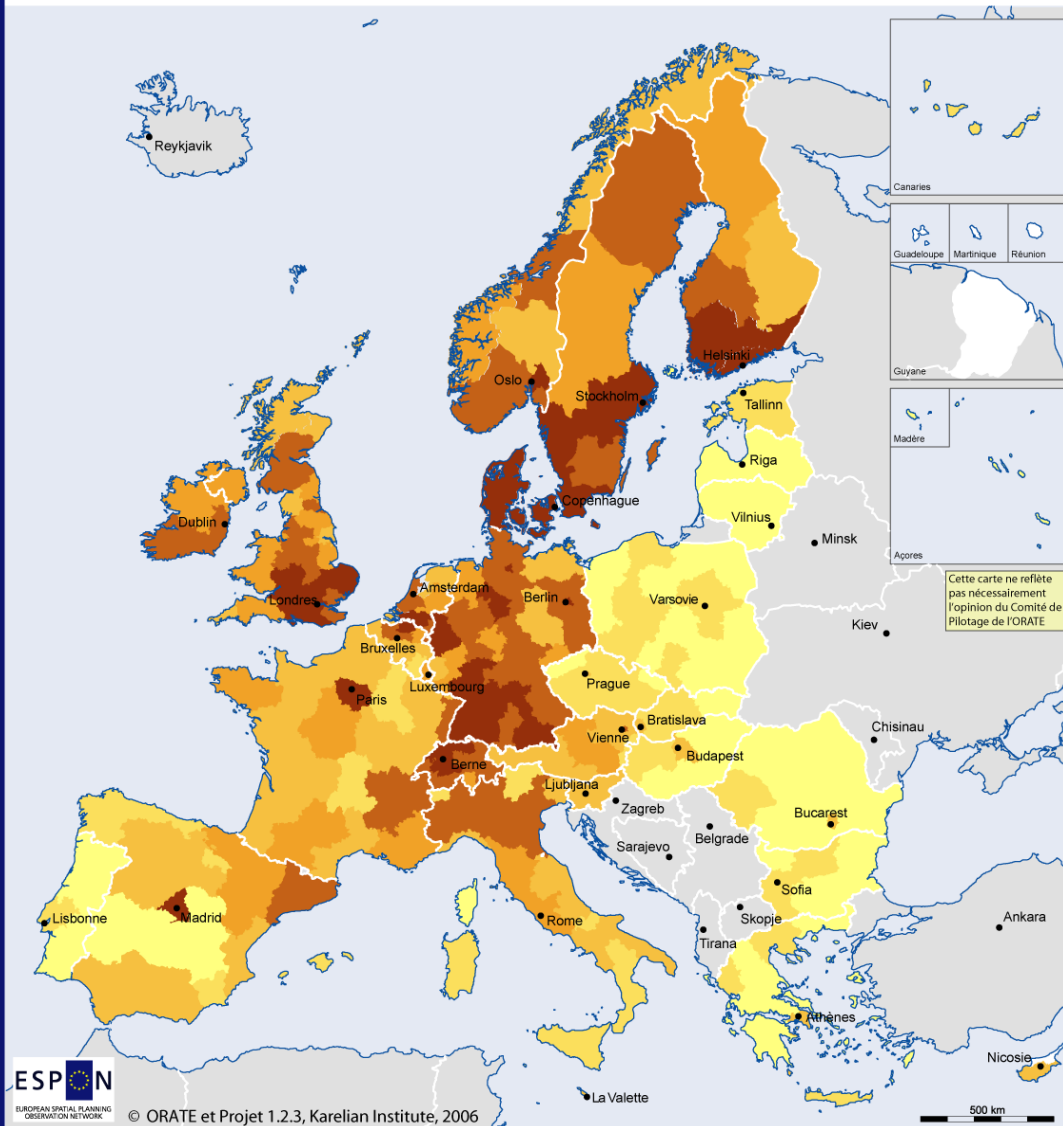 Reykjavik
Canaries
Guadeloupe
Martinique
Réunion
Guyane
Madère
Açores
Cette carte ne reflète
pas nécessairement
l'opinion du Comité de
Pilotage de l'ORATE
Helsinki
Oslo
Stockholm
Tallinn
Riga
Copenhague
Dublin
Vilnius
Minsk
Amsterdam
Londres
Berlin
Varsovie
Kiev
Bruxelles
Luxembourg
Prague
Paris
Bratislava
Vienne
Chisinau
Budapest
Berne
Ljubljana
Zagreb
Bucarest
Belgrade
Sarajevo
Sofia
Lisbonne
Madrid
Rome
Skopje
Ankara
Tirana
Athènes
Nicosie
La Valette
ESPON
EUROPEAN SPATIAL PLANNING
OBSERVATION NETWORK
© ORATE et Projet 1.2.3, Karelian Institute, 2006
500 km